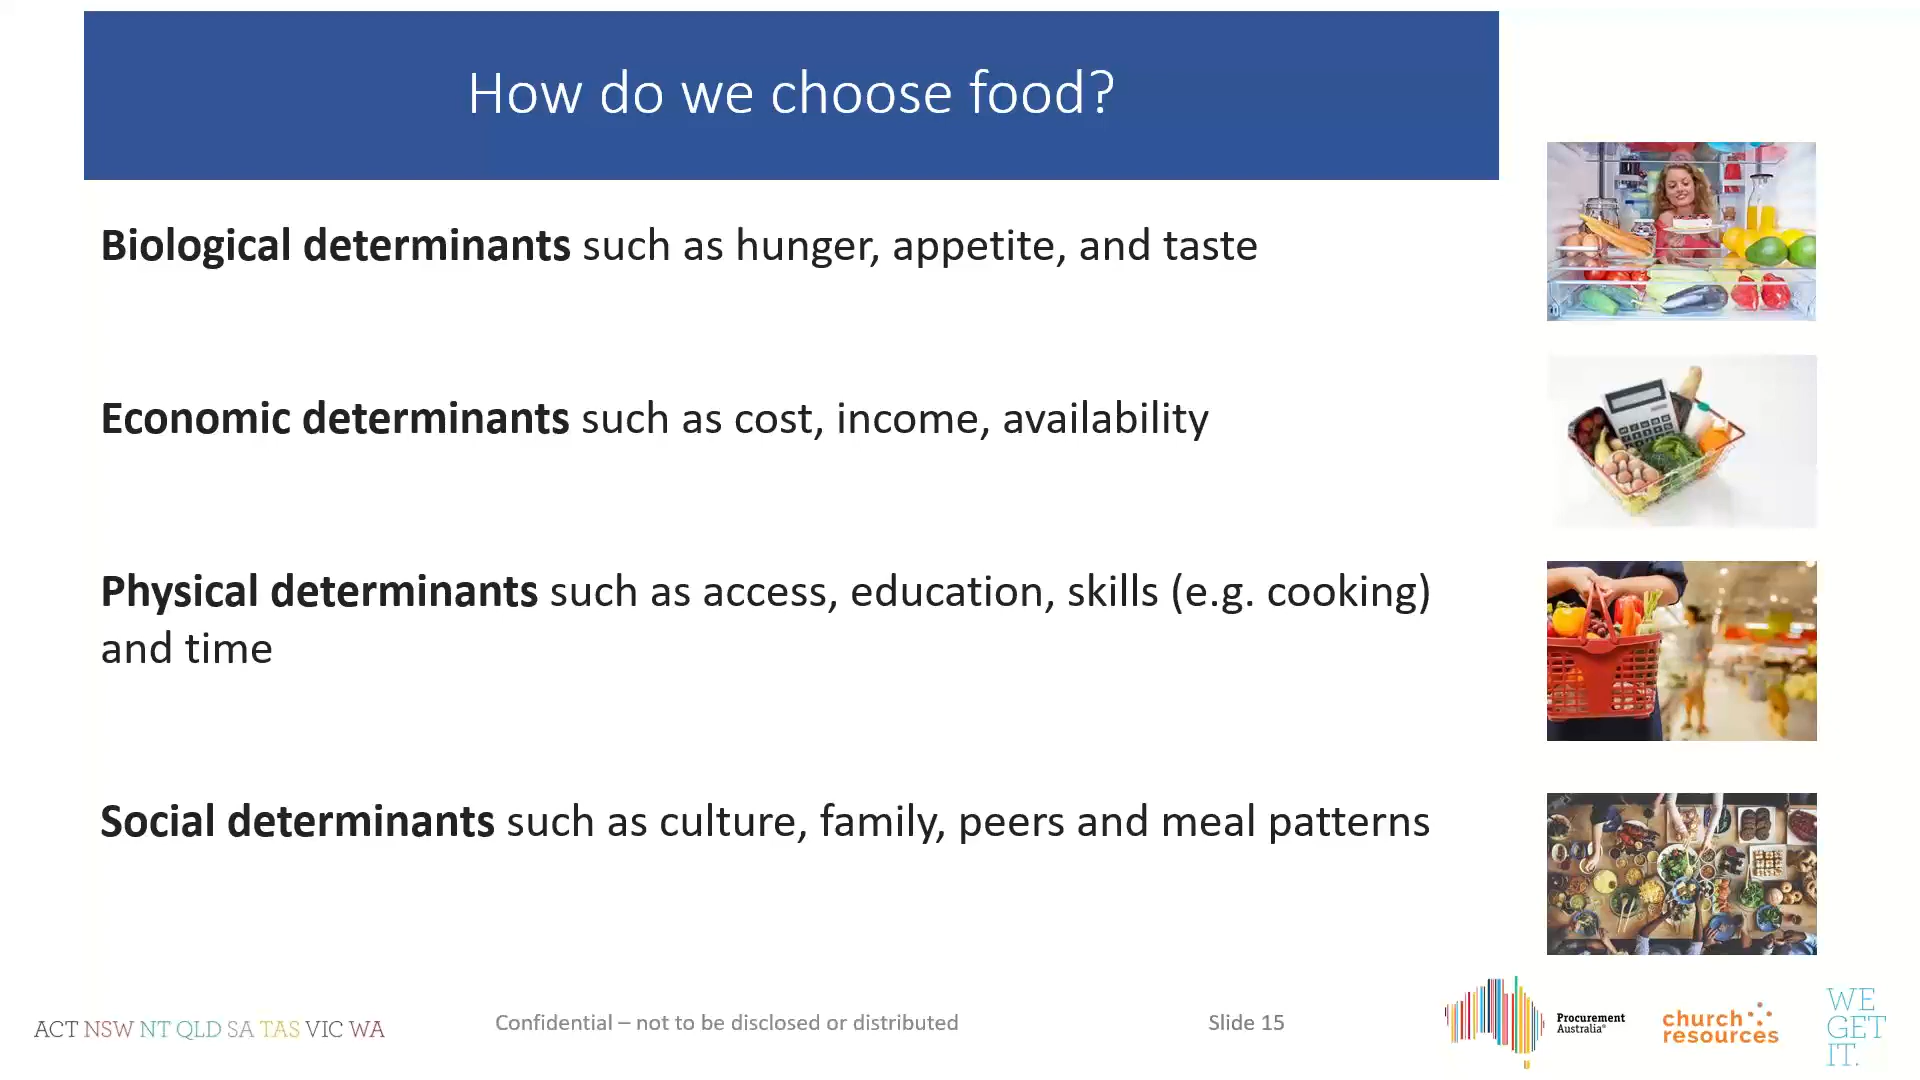 How do we choose food?
Biological determinants such as hunger, appetite, and taste
Economic determinants such as cost, income, availability
Physical determinants such as access, education, skills (e.g. cooking)
and time
Social determinants such as culture, family, peers and meal patterns
ACT NSW NT QLD SA TAS VIC WA
Confidential – not to be disclosed or distributed
Slide 15
Procurement
Australia®
church
resources
WE
GET
IT.